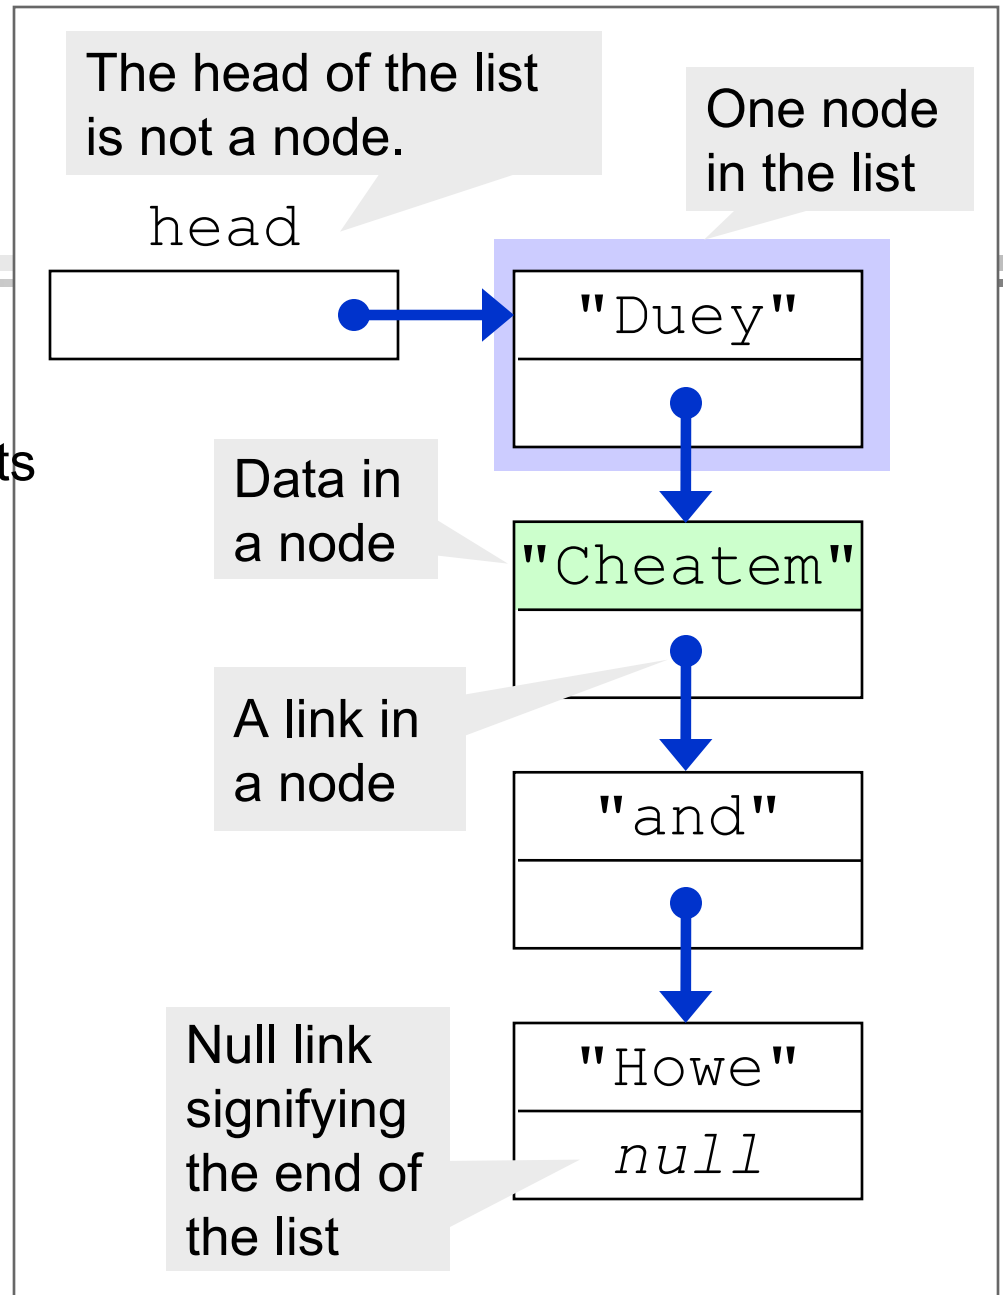 The head of the list
is not a node.
One node
in the list
head
"Duey"
ts
Data in
a node
"Cheatem"
A link in
a node
"and"
Null link
signifying
the end of
the list
"Howe"
null